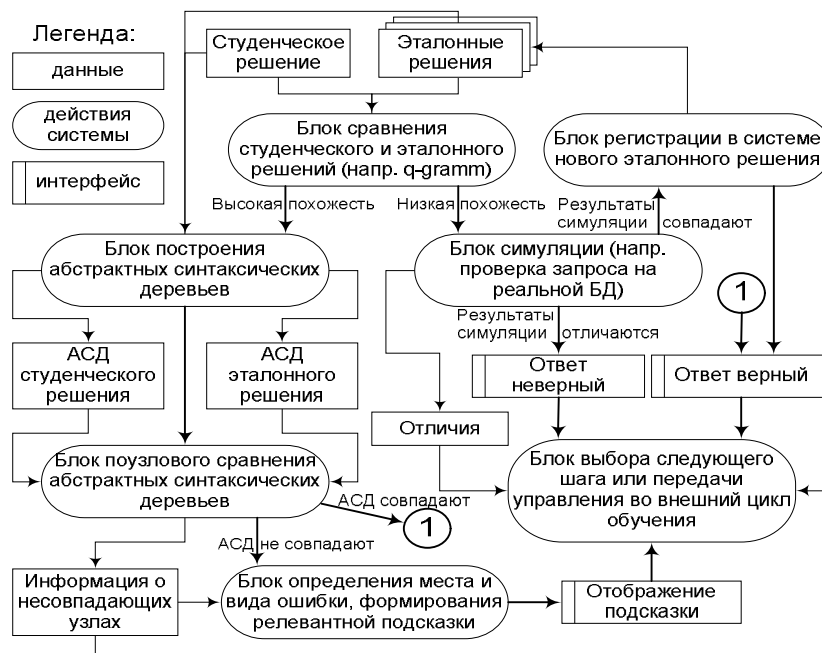 Легенда:
данные
действия
системы
интерфейс
Студенческое
решение
Эталонные
решения
Блок сравнения
студенческого и эталонного
решений (напр. q-gramm)
Блок регистрации в системе
нового эталонного решения
Высокая похожесть
Низкая похожесть
Результаты
симуляции совпадают
Блок построения
абстрактных синтаксических
деревьев
Блок симуляции (напр.
проверка запроса на
реальной БД)
1
Результаты
симуляции отличаются
АСД
студенческого
решения
АСД
эталонного
решения
Ответ
неверный
Ответ верный
Отличия
Блок поузлового сравнения
абстрактных синтаксических
деревьев
Блок выбора следующего
шага или передачи
управления во внешний цикл
обучения
АСД совпадают
1
АСД не совпадают
Информация о
несовпадающих
узлах
Блок определения места и
вида ошибки, формирования
релевантной подсказки
Отображение
подсказки